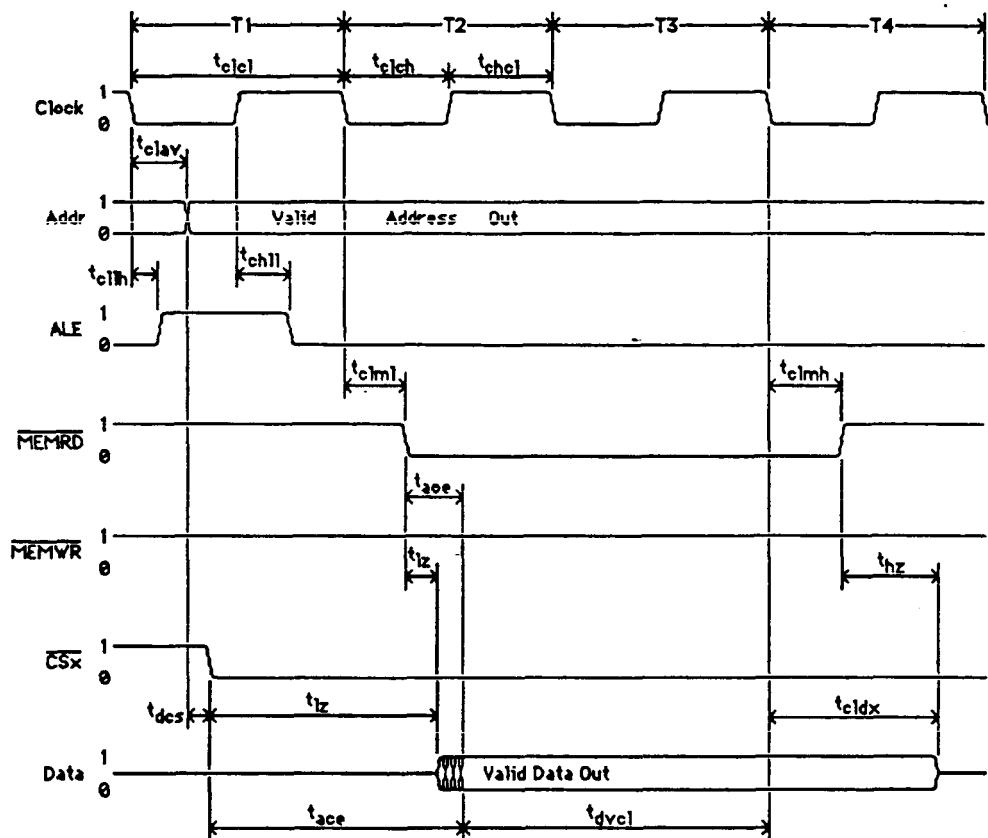 T1 T2 T3 T4
tclcl tclch tchcl
Clock 1
0
tclav
Addr 1
0
Valid Address Out
tcllh tchll
ALE 1
0
tclml tclmh
MEMRD 1
0
taoe
MEMWR 1
0
tlz thz
CSx 1
0
tdcs tlz tcldx
Data 1
0
Valid Data Out
tace tdvcl